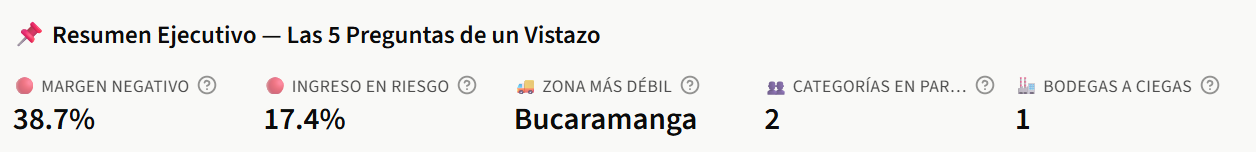 Resumen Ejecutivo — Las 5 Preguntas de un Vistazo
MARGEN NEGATIVO
38.7%
INGRESO EN RIESGO
17.4%
ZONA MÁS DÉBIL
Bucaramanga
CATEGORÍAS EN PAR...
2
BODEGAS A CIEGAS
1